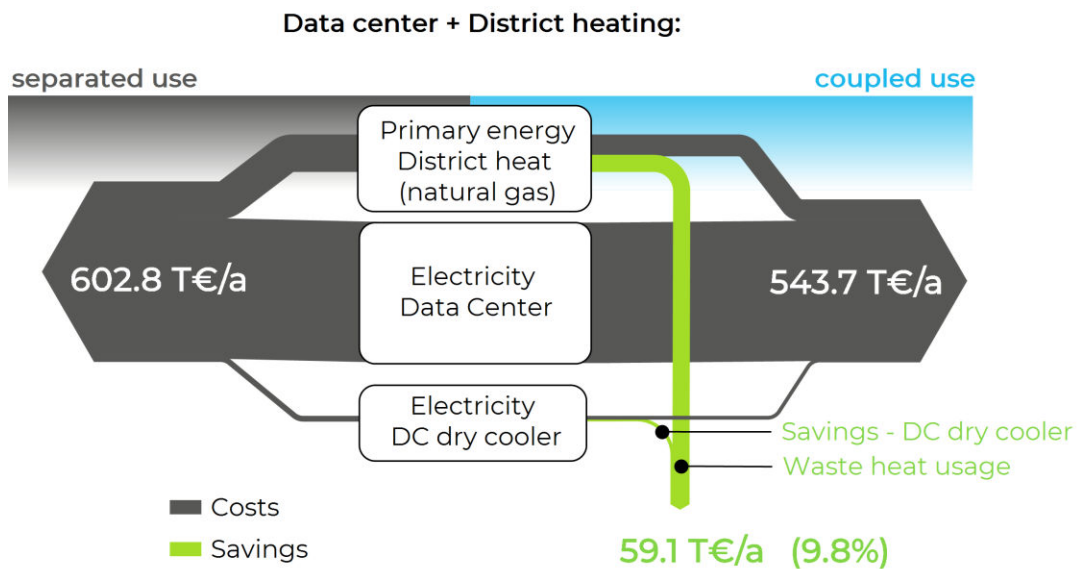 Data center + District heating:
separated use
coupled use
Primary energy
District heat
(natural gas)
602.8 T€/a
Electricity
Data Center
543.7 T€/a
Electricity
DC dry cooler
Savings - DC dry cooler
Waste heat usage
Costs
Savings
59.1 T€/a (9.8%)